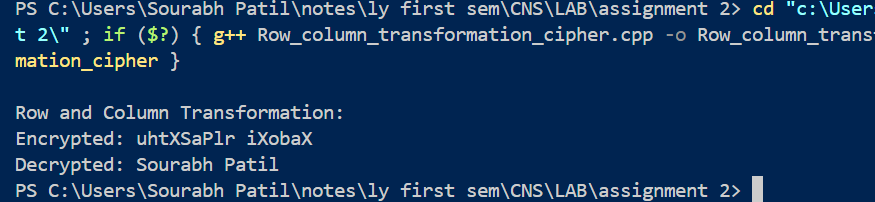 PS C:\Users\Sourabh Patil\notes\ly first sem\CNS\LAB\assignment 2> cd "c:\User
t 2\" ; if ($?) { g++ Row_column_transformation_cipher.cpp -o Row_column_trans
mation_cipher }
Row and Column Transformation:
Encrypted: uhtXSaPlr iXobaX
Decrypted: Sourabh Patil
PS C:\Users\Sourabh Patil\notes\ly first sem\CNS\LAB\assignment 2>